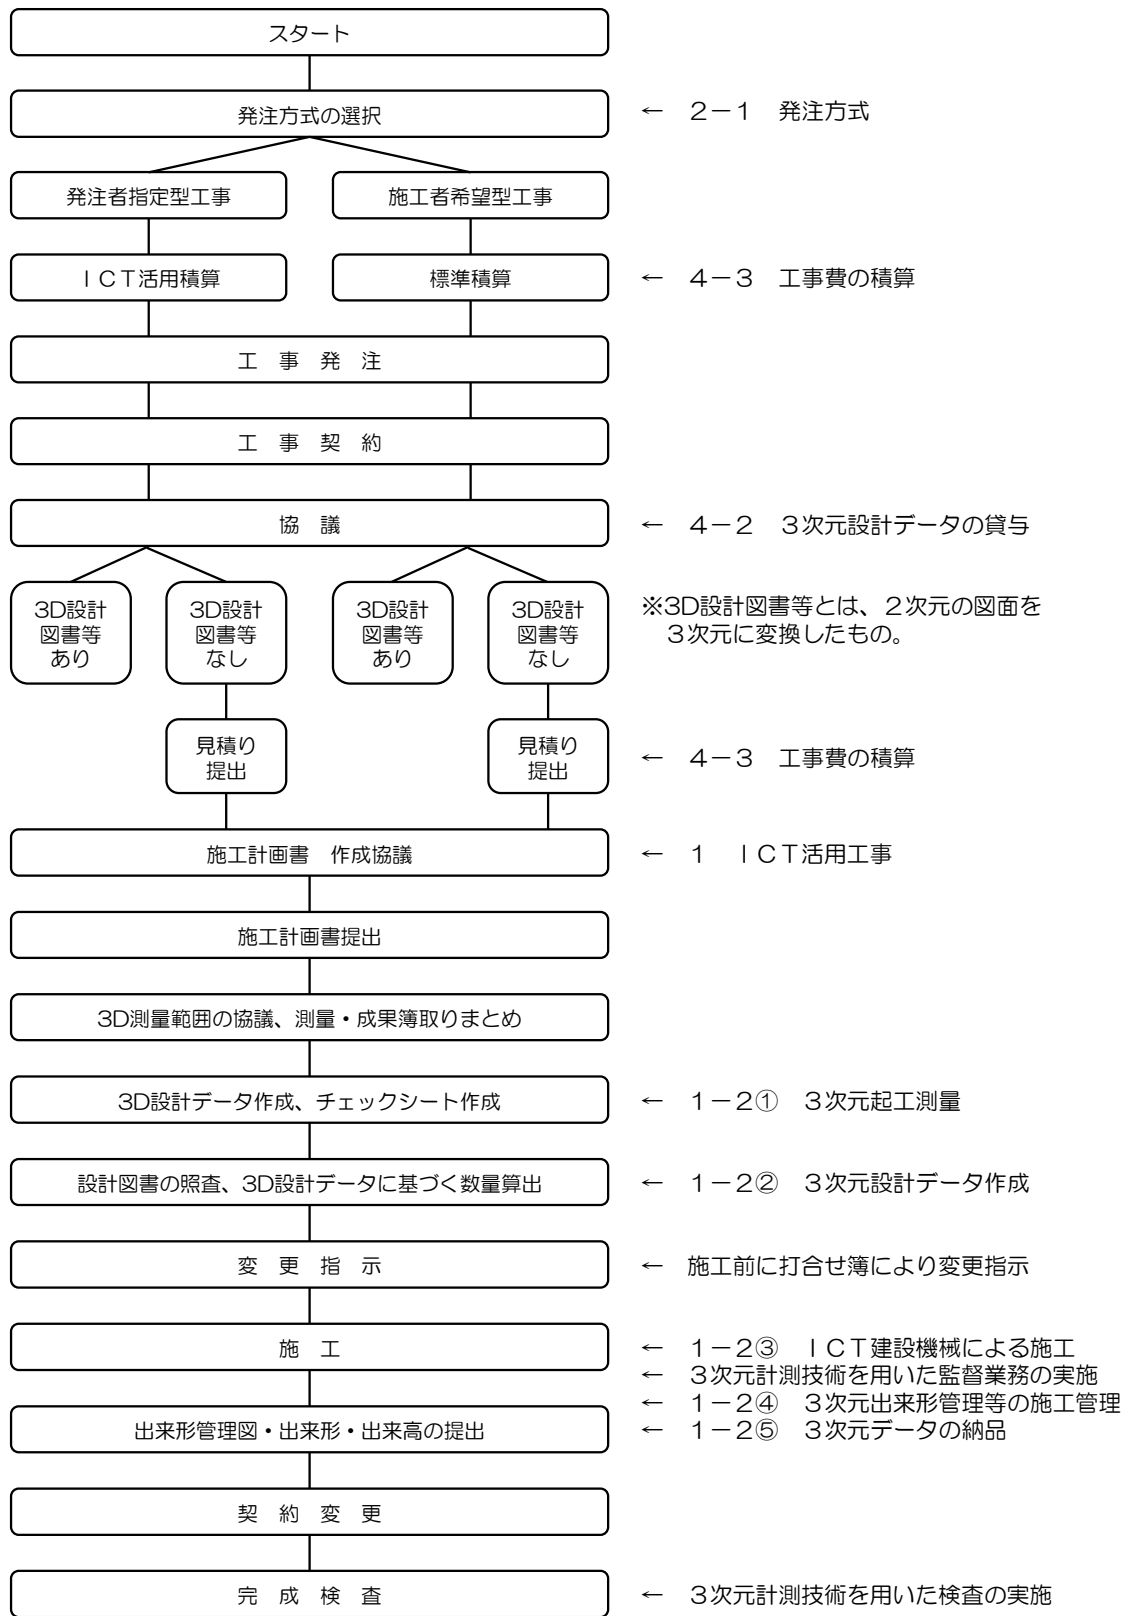 スタート
発注方式の選択
← 2-1 発注方式
発注者指定型工事
施工者希望型工事
ICT活用積算
標準積算
← 4-3 工事費の積算
工 事 発 注
工 事 契 約
協 議
← 4-2 3次元設計データの貸与
3D設計
図書等
あり
3D設計
図書等
なし
3D設計
図書等
あり
3D設計
図書等
なし
※3D設計図書等とは、2次元の図面を
3次元に変換したもの。
見積り
提出
見積り
提出
← 4-3 工事費の積算
施工計画書 作成協議
← 1 ICT活用工事
施工計画書提出
3D測量範囲の協議、測量・成果簿取りまとめ
3D設計データ作成、チェックシート作成
← 1-2① 3次元起工測量
設計図書の照査、3D設計データに基づく数量算出
← 1-2② 3次元設計データ作成
変 更 指 示
← 施工前に打合せ簿により変更指示
施 工
← 1-2③ ICT建設機械による施工
← 3次元計測技術を用いた監督業務の実施
← 1-2④ 3次元出来形管理等の施工管理
出来形管理図・出来形・出来高の提出
← 1-2⑤ 3次元データの納品
契 約 変 更
完 成 検 査
← 3次元計測技術を用いた検査の実施